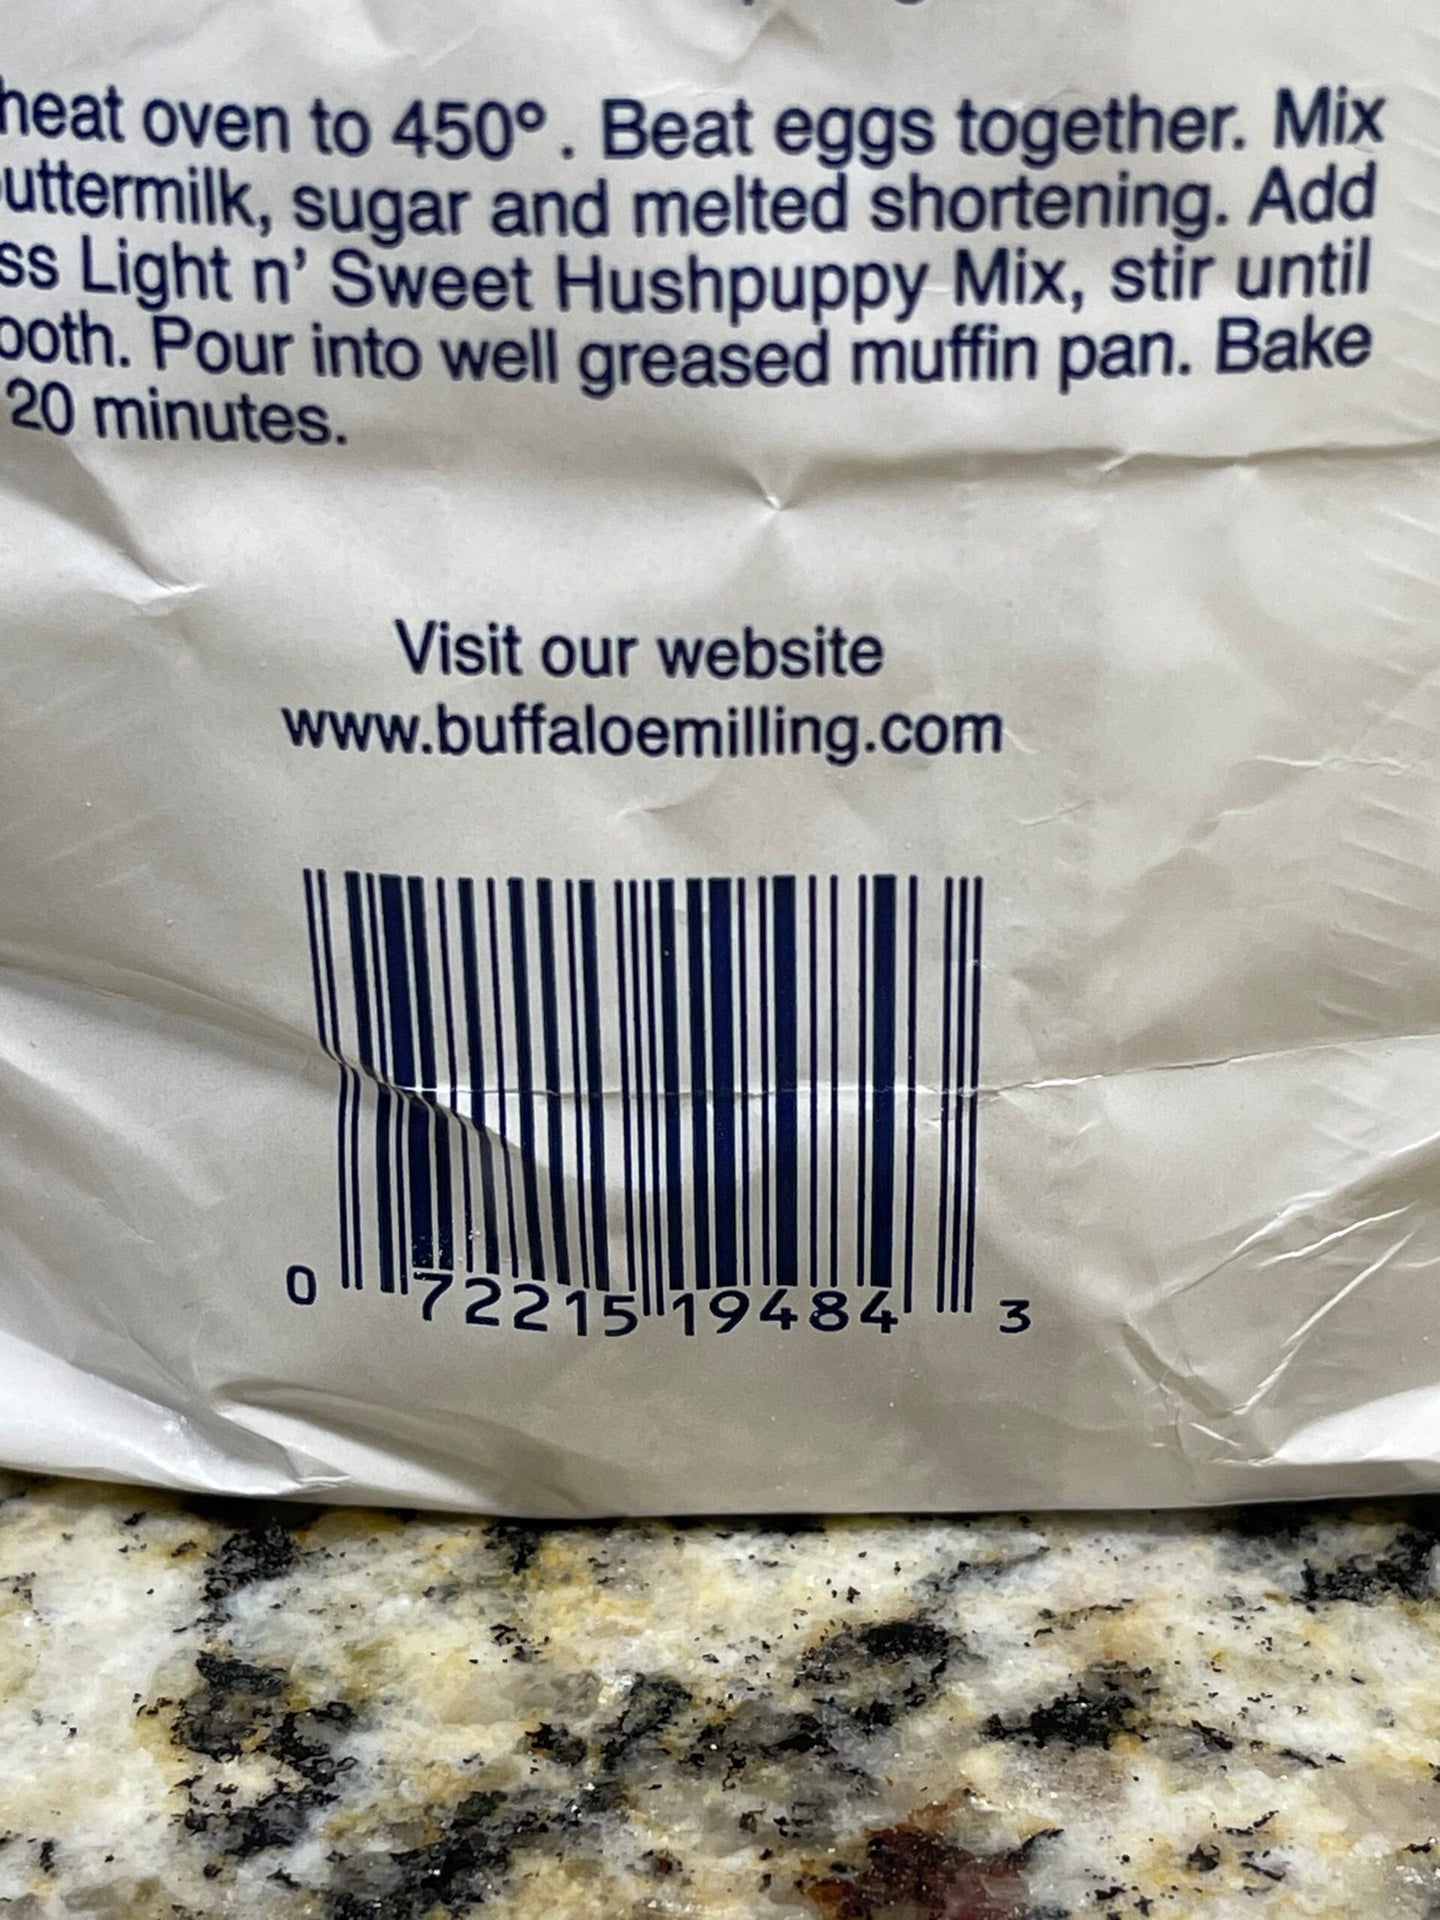 heat oven to 450°. Beat eggs together. Mix
uttermilk, sugar and melted shortening. Add
ss Light n' Sweet Hushpuppy Mix, stir until
ooth. Pour into well greased muffin pan. Bake
20 minutes.
Visit our website
www.buffaloemilling.com
0 72215 19484 3